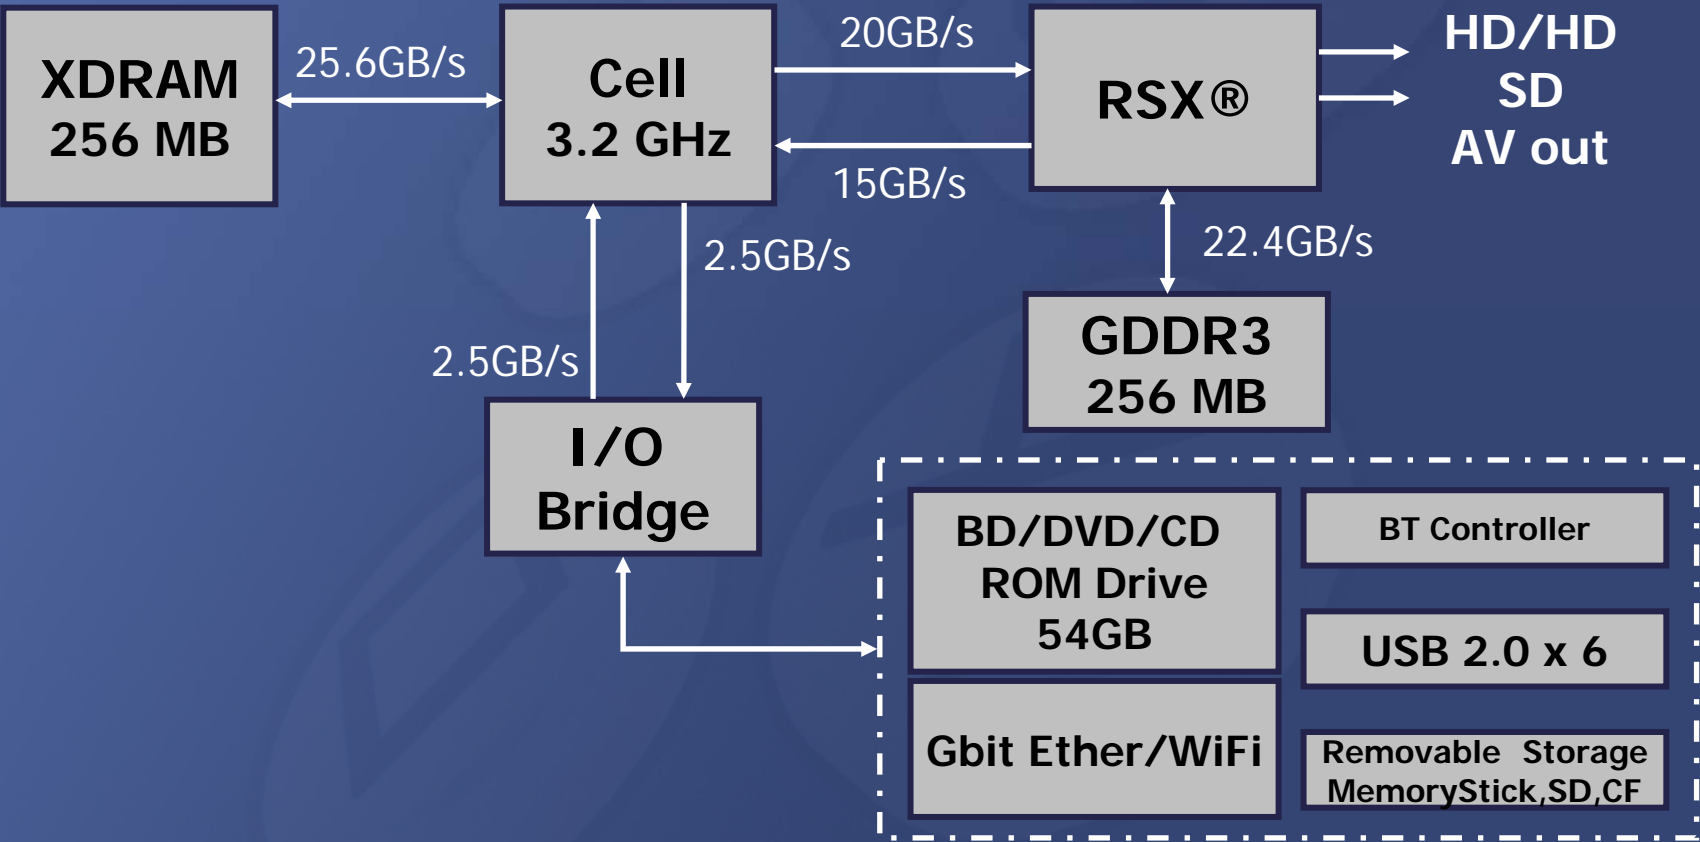 XDRAM
256 MB
25.6GB/s
Cell
3.2 GHz
20GB/s
15GB/s
RSX®
HD/HD
SD
AV out
2.5GB/s
2.5GB/s
22.4GB/s
GDDR3
256 MB
I/O
Bridge
BD/DVD/CD
ROM Drive
54GB
Gbit Ether/WiFi
BT Controller
USB 2.0 x 6
Removable Storage
MemoryStick,SD,CF